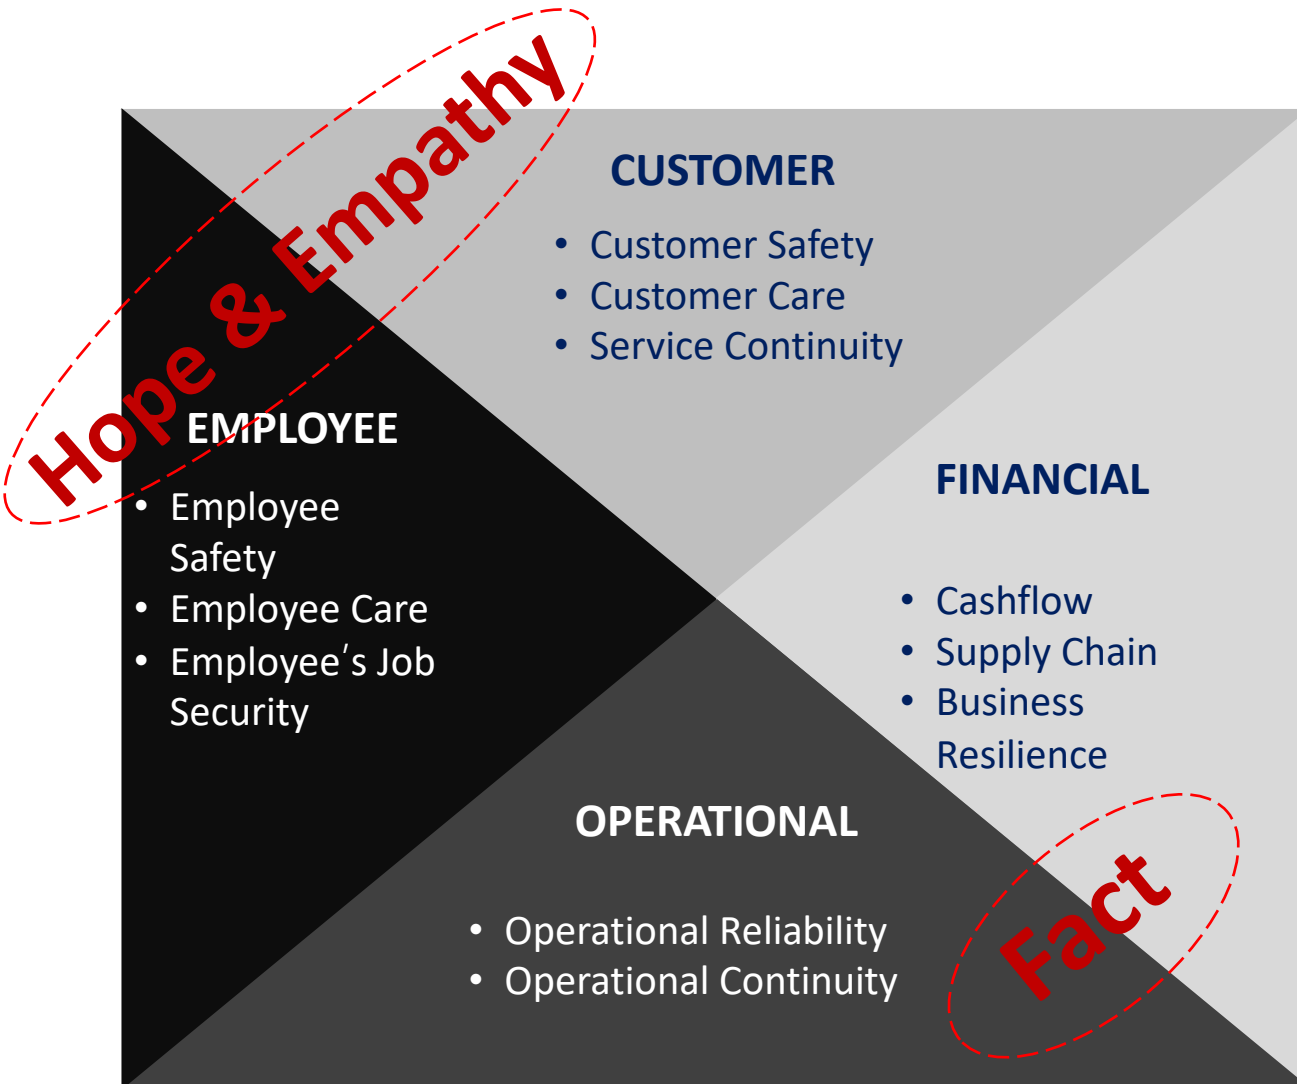 Hope & Empathy
CUSTOMER
• Customer Safety
• Customer Care
• Service Continuity
EMPLOYEE
• Employee
Safety
• Employee Care
• Employee's Job
Security
FINANCIAL
• Cashflow
• Supply Chain
• Business
Resilience
OPERATIONAL
• Operational Reliability
• Operational Continuity
Fact